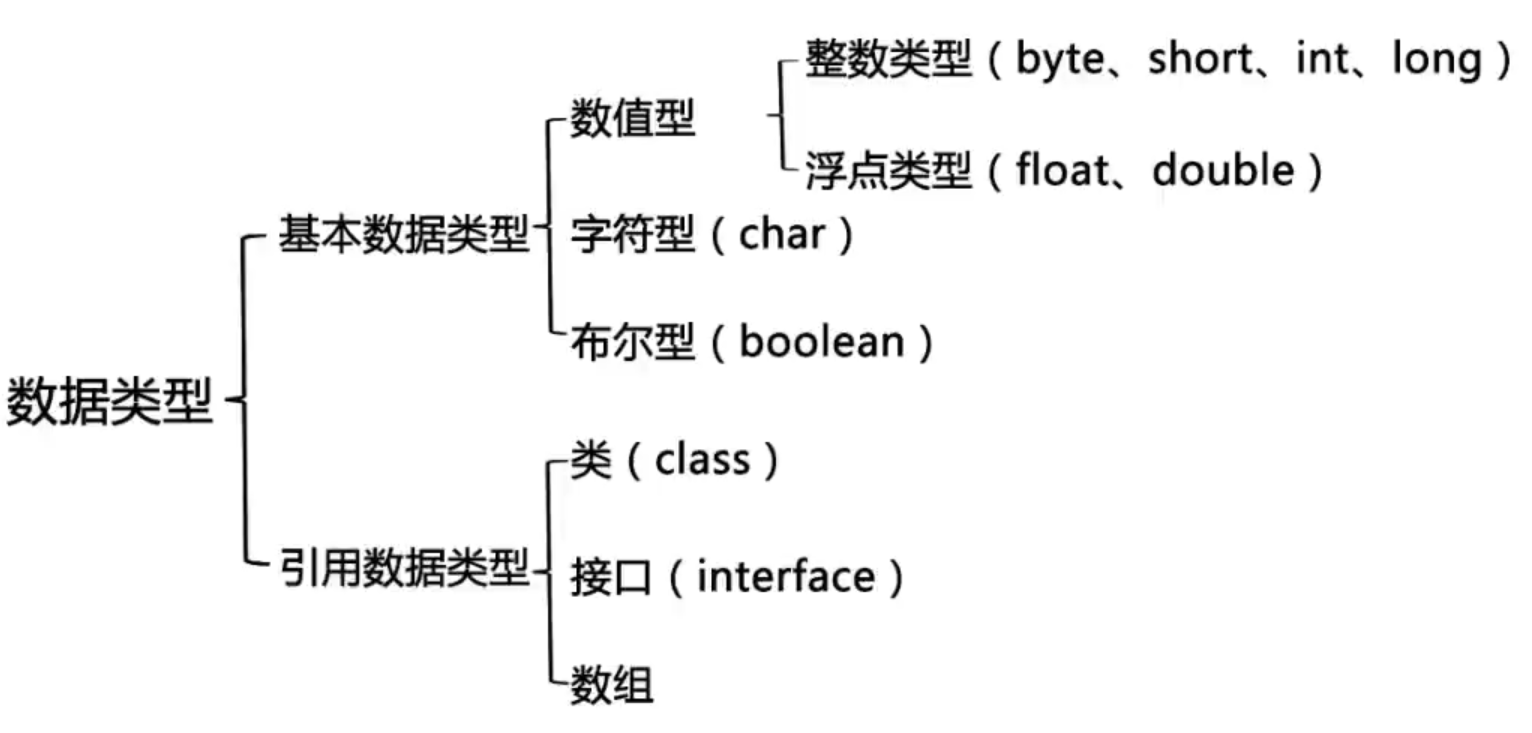 整数类型（byte、short、int、long）
数值型
浮点类型（float、double）
基本数据类型
字符型（char）
布尔型（boolean）
数据类型
类（class）
引用数据类型
接口（interface）
数组